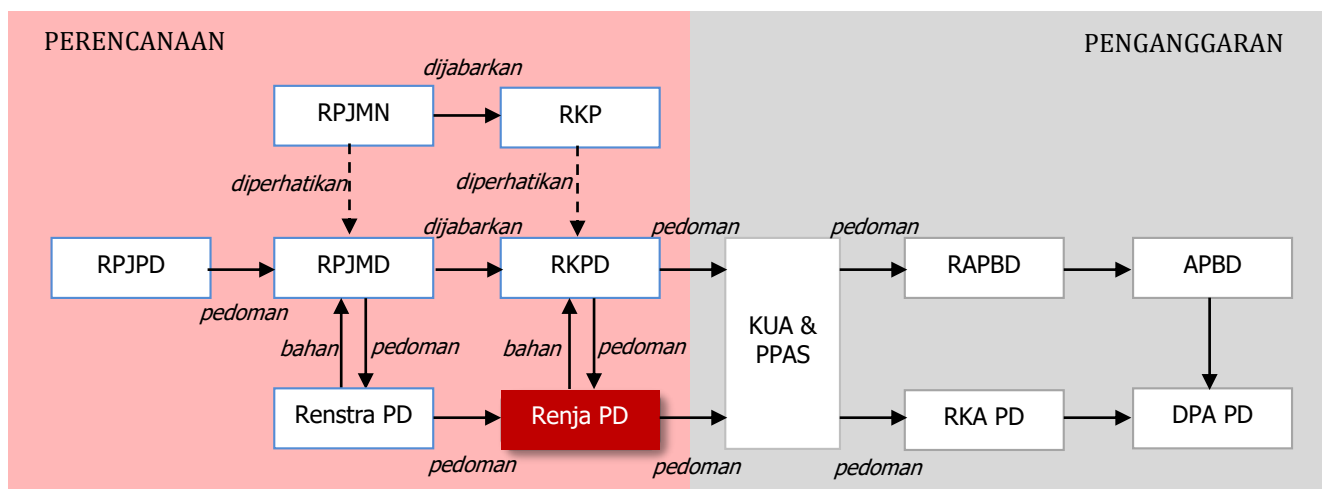 PERENCANAAN
PENGANGGARAN
dijabarkan
RPJMN
RKP
diperhatikan
diperhatikan
dijabarkan
pedoman
pedoman
RPJPD
RPJMD
RKPD
RAPBD
APBD
pedoman
KUA &
PPAS
bahan
pedoman
bahan
pedoman
Renstra PD
Renja PD
RKA PD
DPA PD
pedoman
pedoman
pedoman